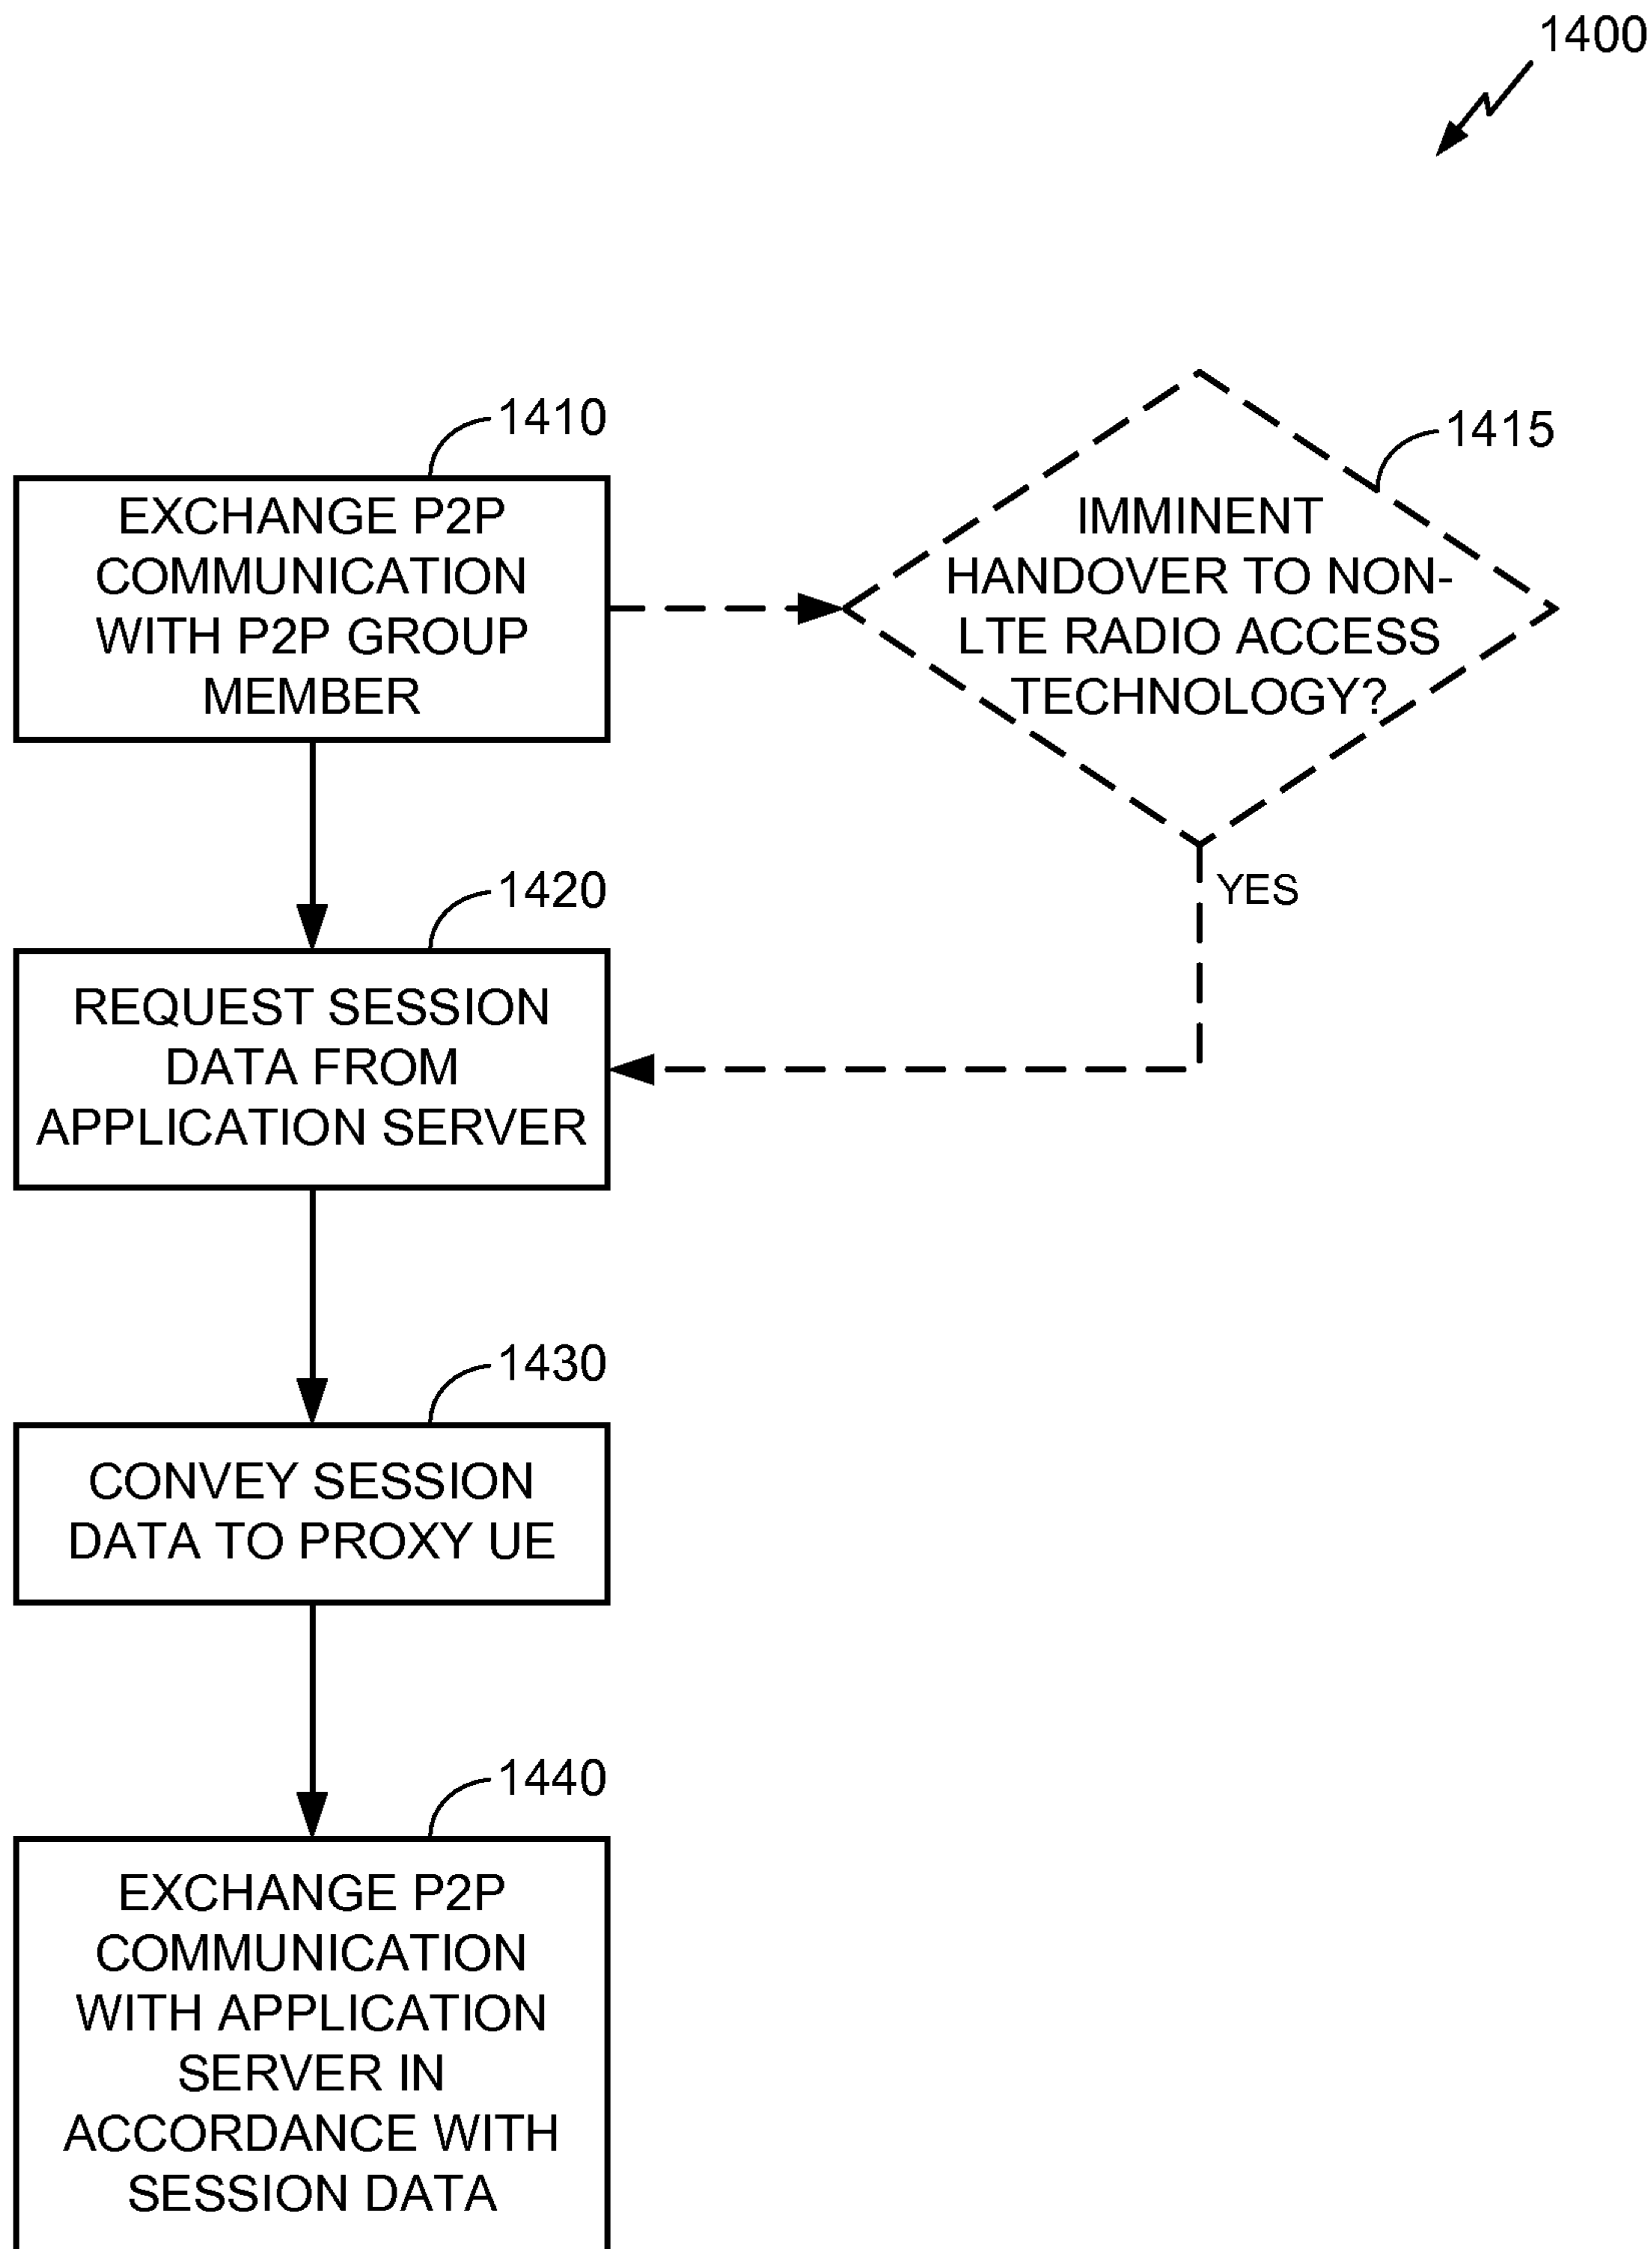 1400
1410
EXCHANGE P2P
COMMUNICATION
WITH P2P GROUP
MEMBER
1415
IMMINENT
HANDOVER TO NON-
LTE RADIO ACCESS
TECHNOLOGY?
YES
1420
REQUEST SESSION
DATA FROM
APPLICATION SERVER
1430
CONVEY SESSION
DATA TO PROXY UE
1440
EXCHANGE P2P
COMMUNICATION
WITH APPLICATION
SERVER IN
ACCORDANCE WITH
SESSION DATA